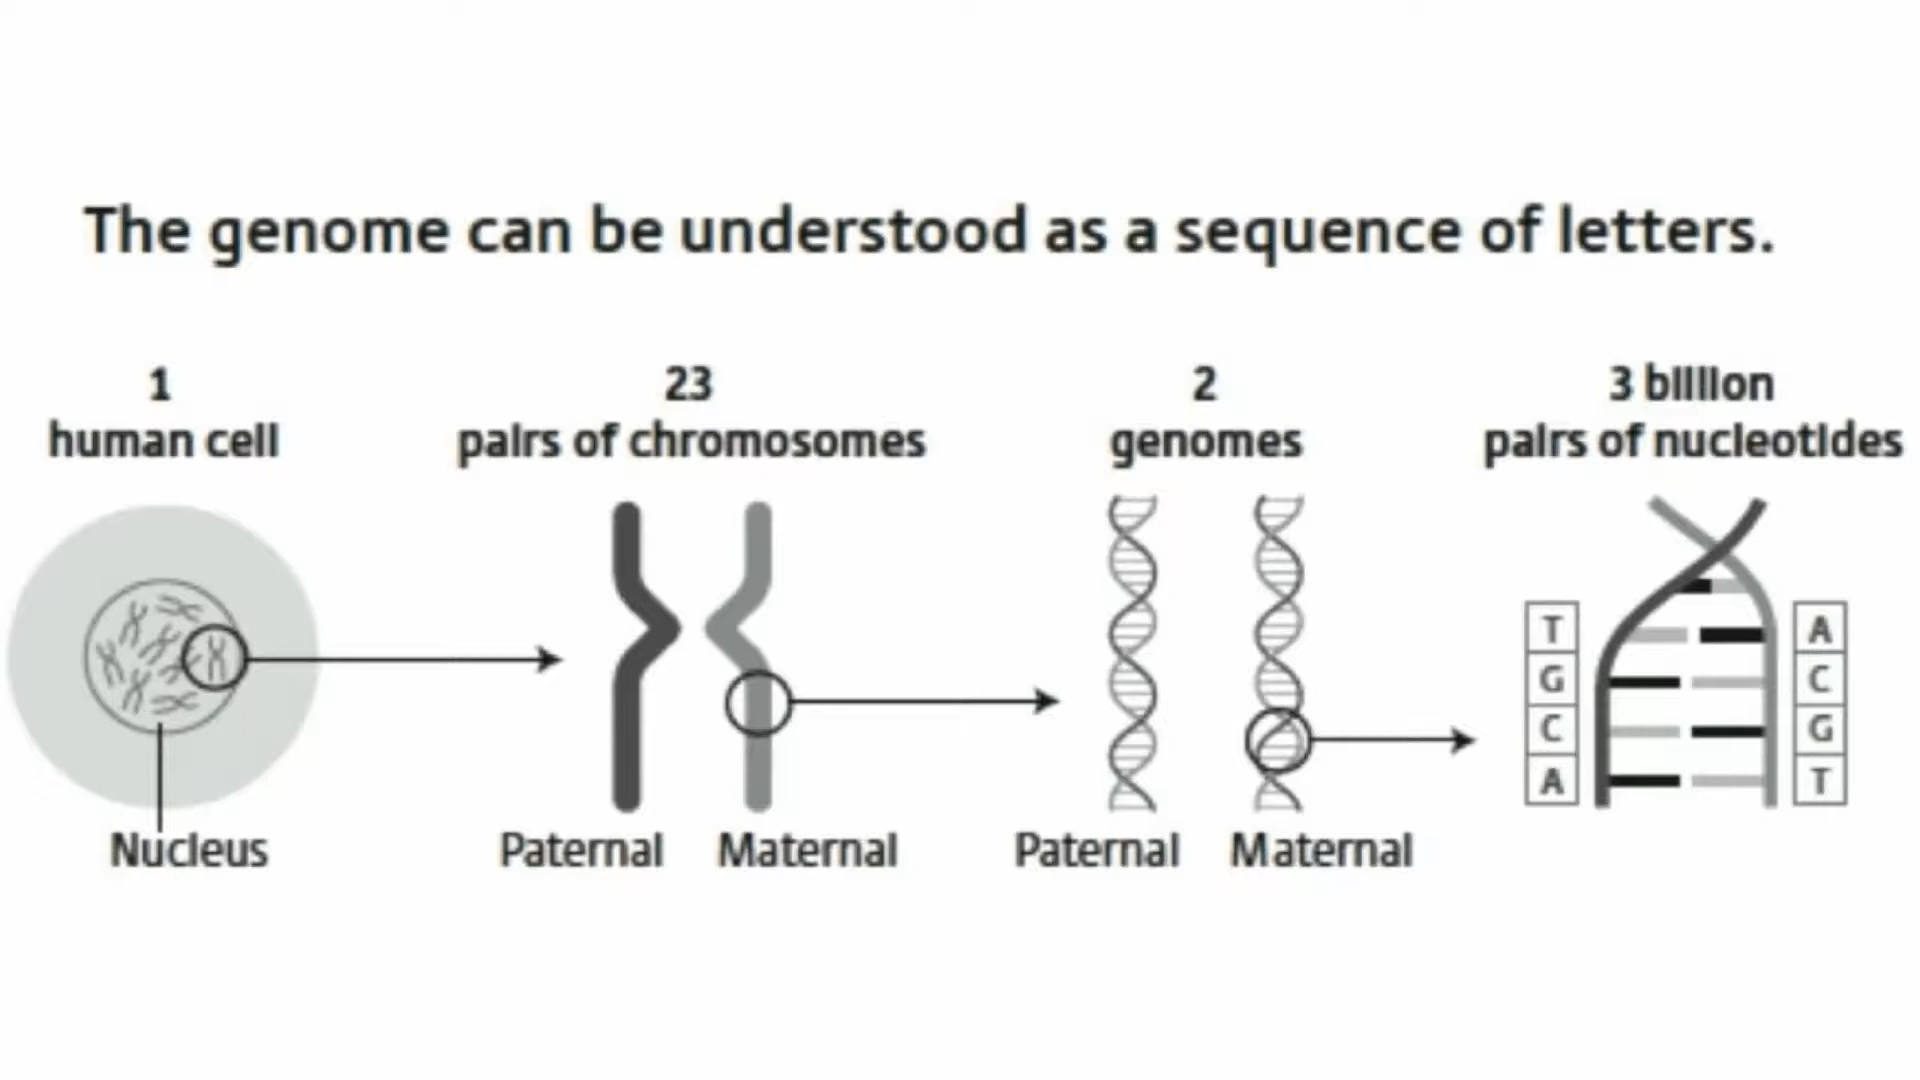 The genome can be understood as a sequence of letters.
1
human cell
23
pairs of chromosomes
2
genomes
3 billion
pairs of nucleotides
T
G
C
A
A
C
G
T
Nucleus
Paternal
Maternal
Paternal
Maternal